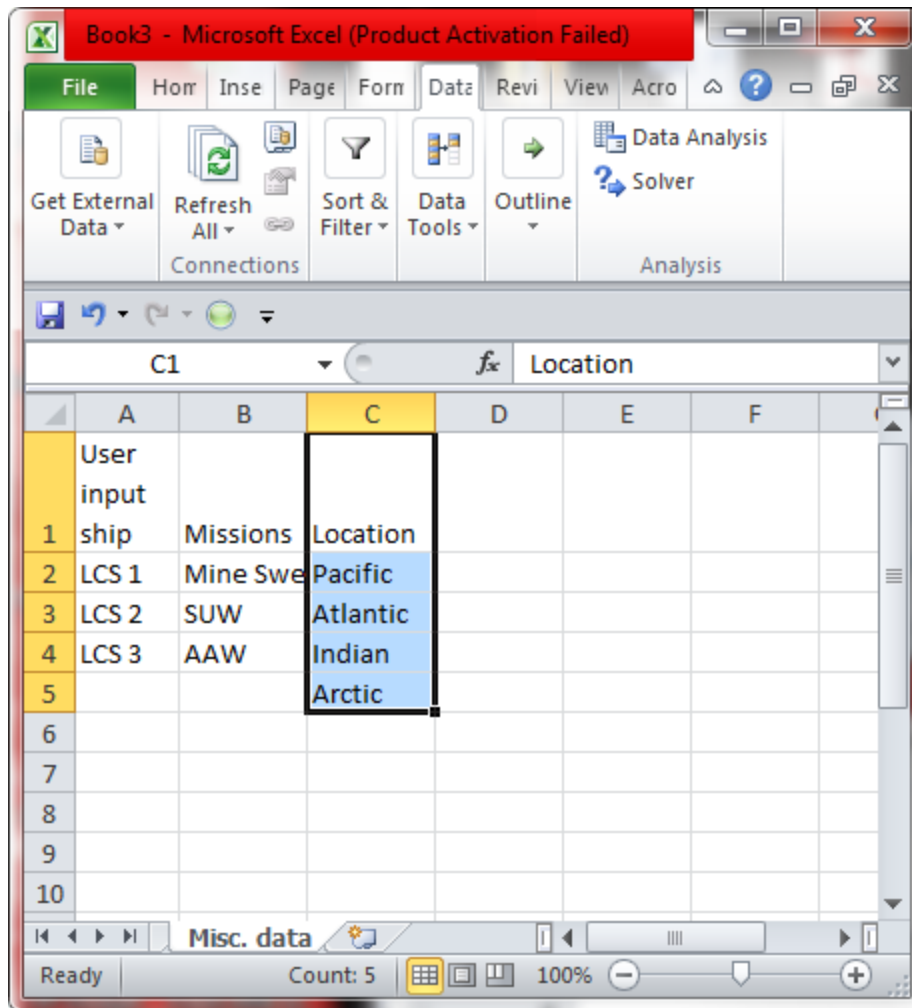 Book3 - Microsoft Excel (Product Activation Failed)
File Hom Inse Page Form Data Revi View Acro
Get External Data
Refresh All
Sort & Filter
Data Tools
Outline
Data Analysis
Solver
Connections
Analysis
C1 fx Location
A B C D E F
1 User input ship Missions Location
2 LCS 1 Mine Swe Pacific
3 LCS 2 SUW Atlantic
4 LCS 3 AAW Indian
5 Arctic
6
7
8
9
10
Misc. data
Ready Count: 5 100%